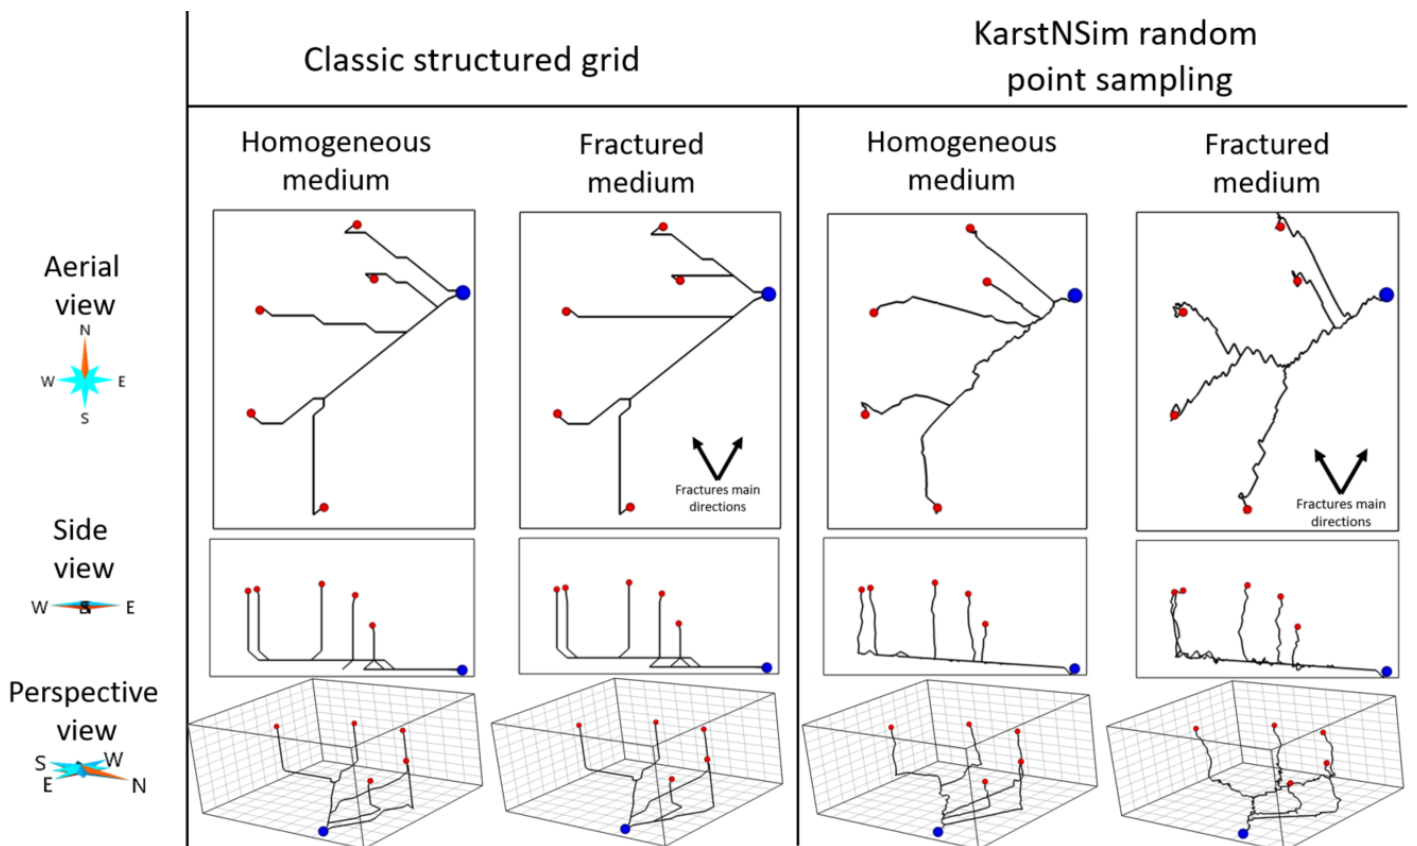 Classic structured grid
KarstNSim random
point sampling
Homogeneous
medium
Fractured
medium
Homogeneous
medium
Fractured
medium
Aerial
view
N
W
E
S
Fractures main
directions
Fractures main
directions
Side
view
W
E
Perspective
view
S
W
E
N